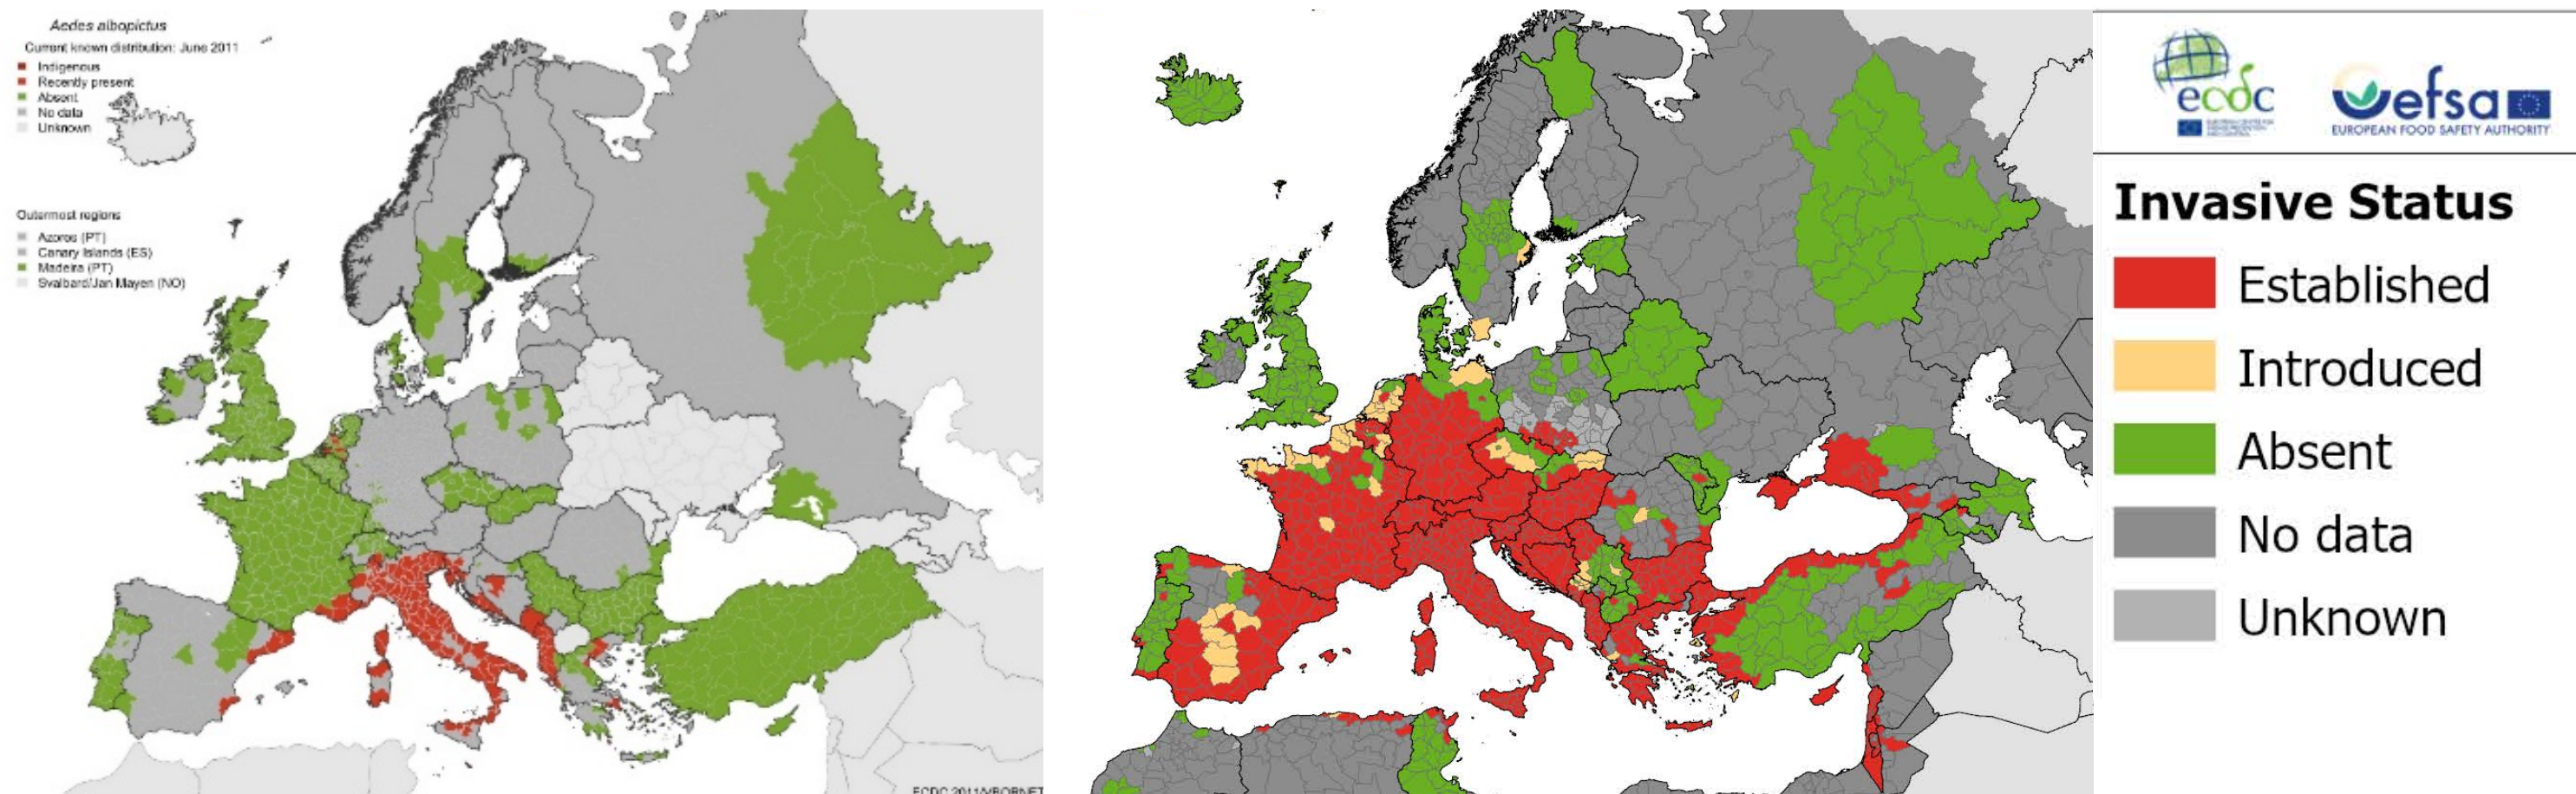 Aedes albopictus
Current known distribution: June 2011
Indigenous
Recently present
Absent
No data
Unknown
Outermost regions
Azoros (PT)
Canary Islands (ES)
Madeira (PT)
Svalbard/Jan Mayen (NO)
ECDC 2011/VBORNET
ecdc
efsa
EUROPEAN FOOD SAFETY AUTHORITY
Invasive Status
Established
Introduced
Absent
No data
Unknown